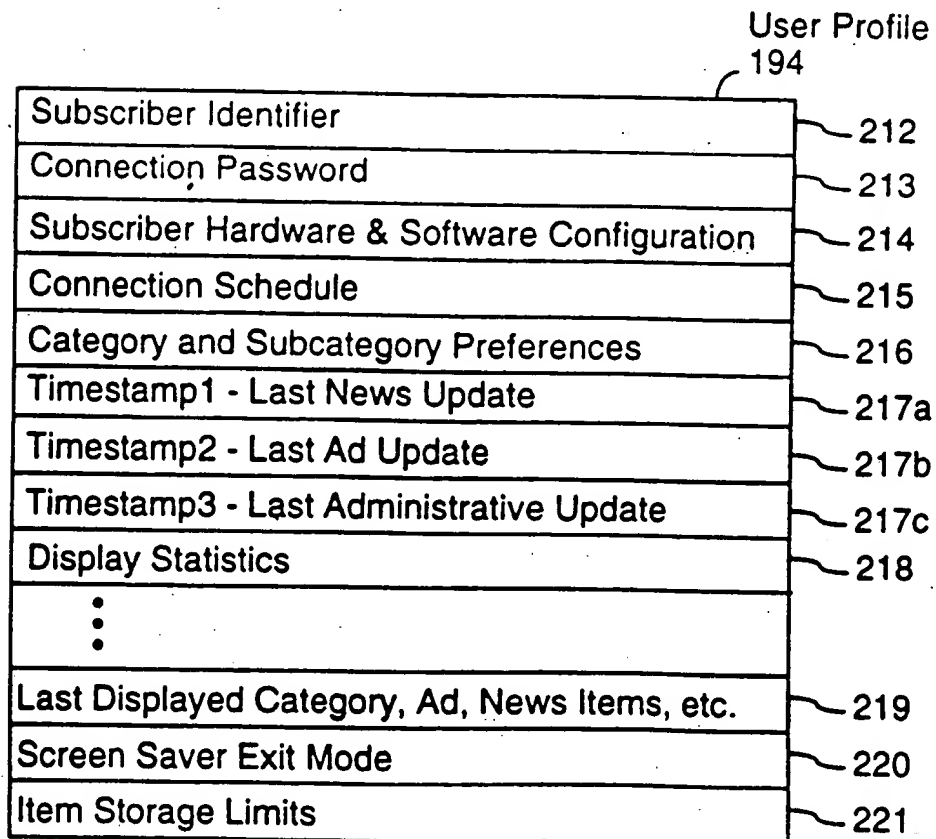 User Profile
194
Subscriber Identifier 212
Connection Password 213
Subscriber Hardware & Software Configuration 214
Connection Schedule 215
Category and Subcategory Preferences 216
Timestamp1 - Last News Update 217a
Timestamp2 - Last Ad Update 217b
Timestamp3 - Last Administrative Update 217c
Display Statistics 218
Last Displayed Category, Ad, News Items, etc. 219
Screen Saver Exit Mode 220
Item Storage Limits 221